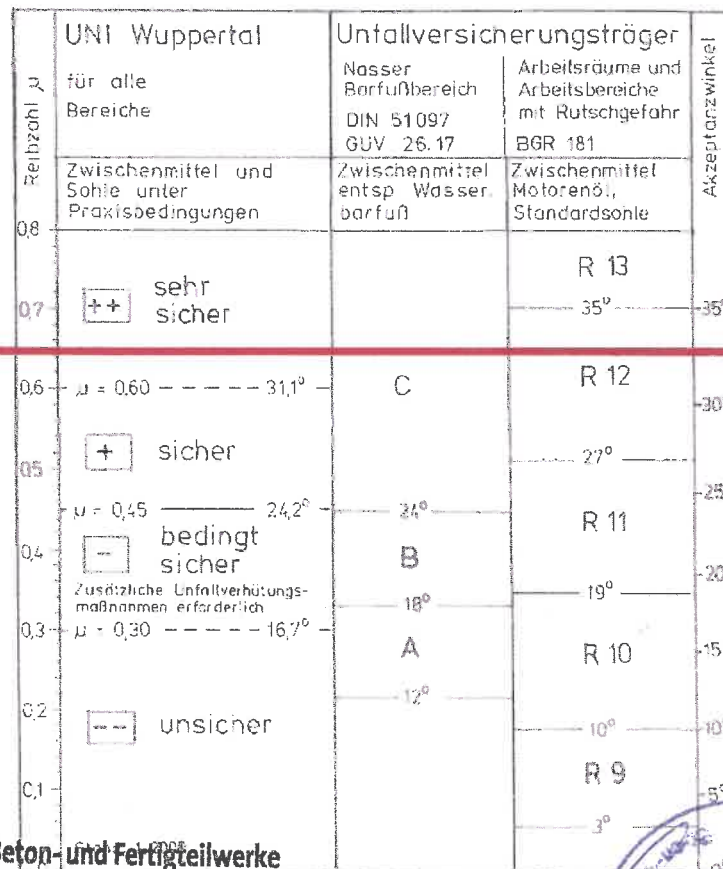 UNI Wuppertal
für alle
Bereiche
Zwischenmittel und
Sohle unter
Praxisbedingungen
Unfallversicherungsträger
Nasser
Barfußbereich
DIN 51097
GUV 26.17
Zwischenmittel
entsp Wasser,
barfuß
Arbeitsräume und
Arbeitsbereiche
mit Rutschgefahr
BGR 181
Zwischenmittel
Motorenöl,
Standardsohle
Reibzahl µ
0,8
0,7
0,6
0,5
0,4
0,3
0,2
0,1
++ sehr
sicher
µ = 0,60 31,1°
+ sicher
µ = 0,45 24,2°
- bedingt
sicher
Zusätzliche Unfallverhütungs-
maßnahmen erforderlich
µ = 0,30 16,7°
-- unsicher
C
24°
B
18°
A
12°
R 13
35°
R 12
27°
R 11
19°
R 10
10°
R 9
3°
Akzeptanzwinkel
35°
30°
25°
20°
15°
10°
5°
Beton- und Fertigteilwerke